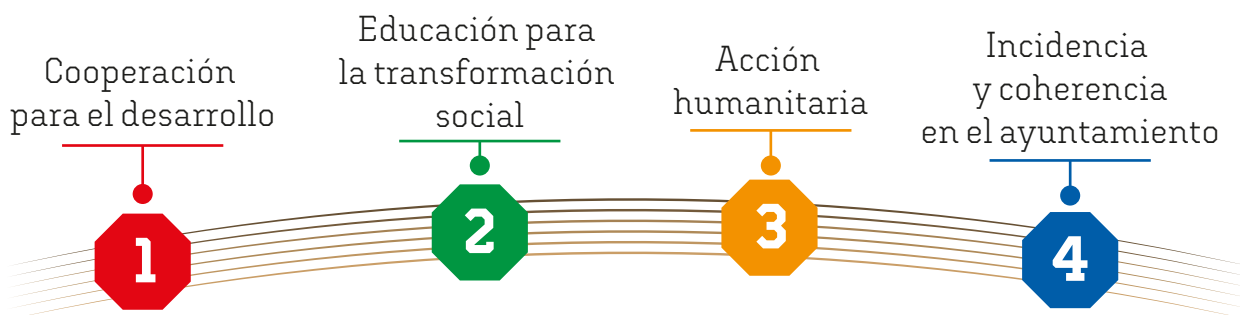 Cooperación
para el desarrollo
1
Educación para
la transformación
social
2
Acción
humanitaria
3
Incidencia
y coherencia
en el ayuntamiento
4